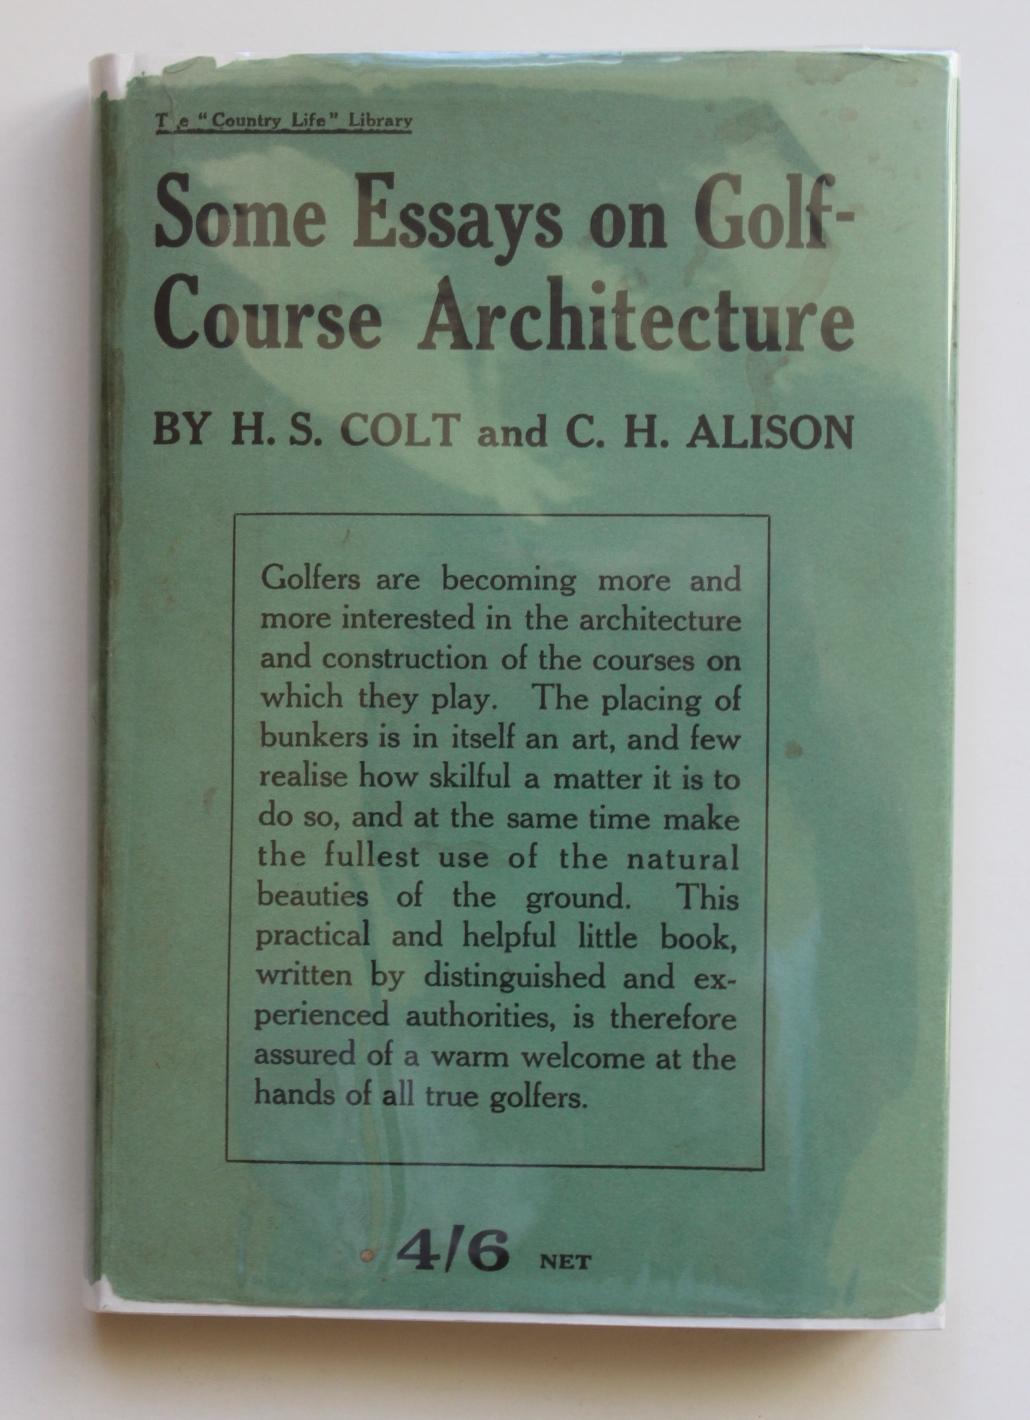 The "Country Life" Library
Some Essays on Golf-
Course Architecture
BY H. S. COLT and C. H. ALISON
Golfers are becoming more and
more interested in the architecture
and construction of the courses on
which they play. The placing of
bunkers is in itself an art, and few
realise how skilful a matter it is to
do so, and at the same time make
the fullest use of the natural
beauties of the ground. This
practical and helpful little book,
written by distinguished and ex-
perienced authorities, is therefore
assured of a warm welcome at the
hands of all true golfers.
4/6 NET